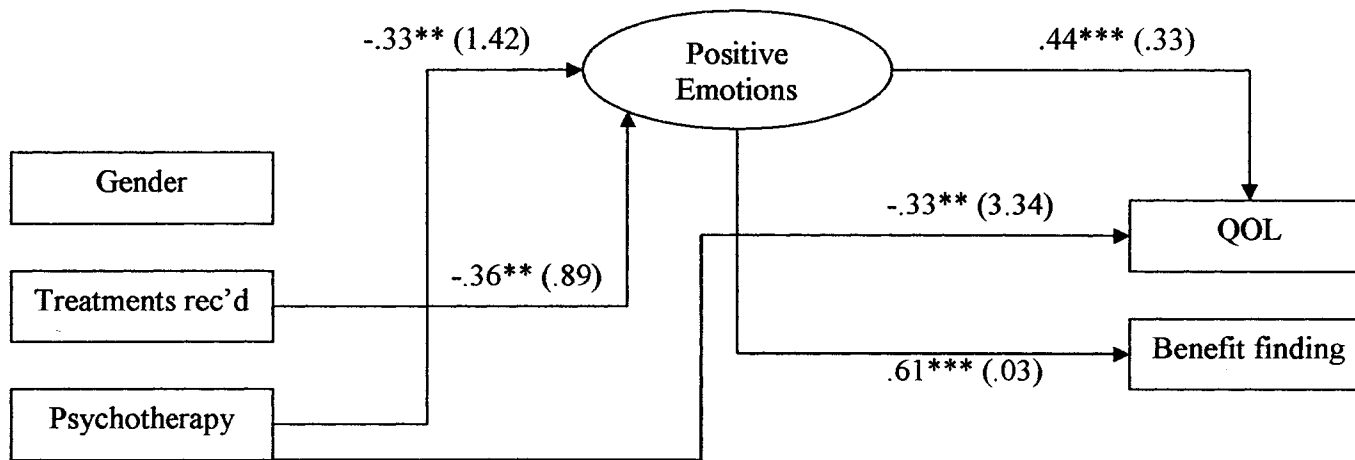 -.33** (1.42)
Positive
Emotions
.44*** (.33)
Gender
-.33** (3.34)
QOL
Treatments rec’d
-.36** (.89)
Benefit finding
.61*** (.03)
Psychotherapy